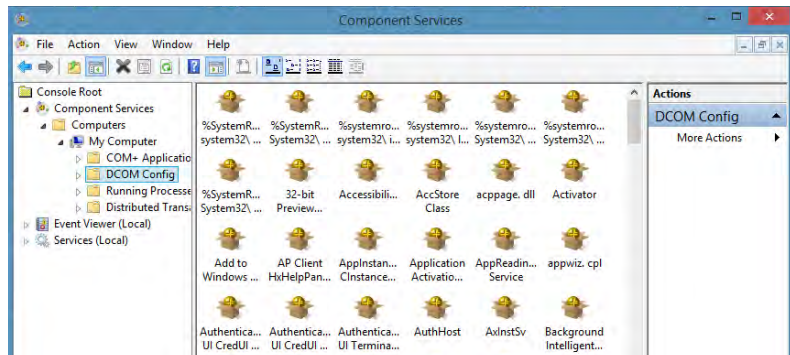 Component Services
File Action View Window Help
Console Root
Component Services
Computers
My Computer
COM+ Applicatio
DCOM Config
Running Processe
Distributed Transa
Event Viewer (Local)
Services (Local)
%SystemR... %SystemR... %systemro... %systemro... %systemro... %systemro...
system32\ ... System32\ ... system32\ i... system32\ I... System32\ ... System32\ ...
%SystemR... 32-bit Accessibili... AccStore acppage. dll Activator
System32\ ... Preview... Class
Add to AP Client AppInstan... Application AppReadin... appwiz. cpl
Windows ... HxHelpPan... CInstance... Activatio... Service
Authentica... Authentica... Authentica... AuthHost AxInstSv Background
UI CredUI ... UI CredUI ... UI Termina... Intelligent...
Actions
DCOM Config
More Actions